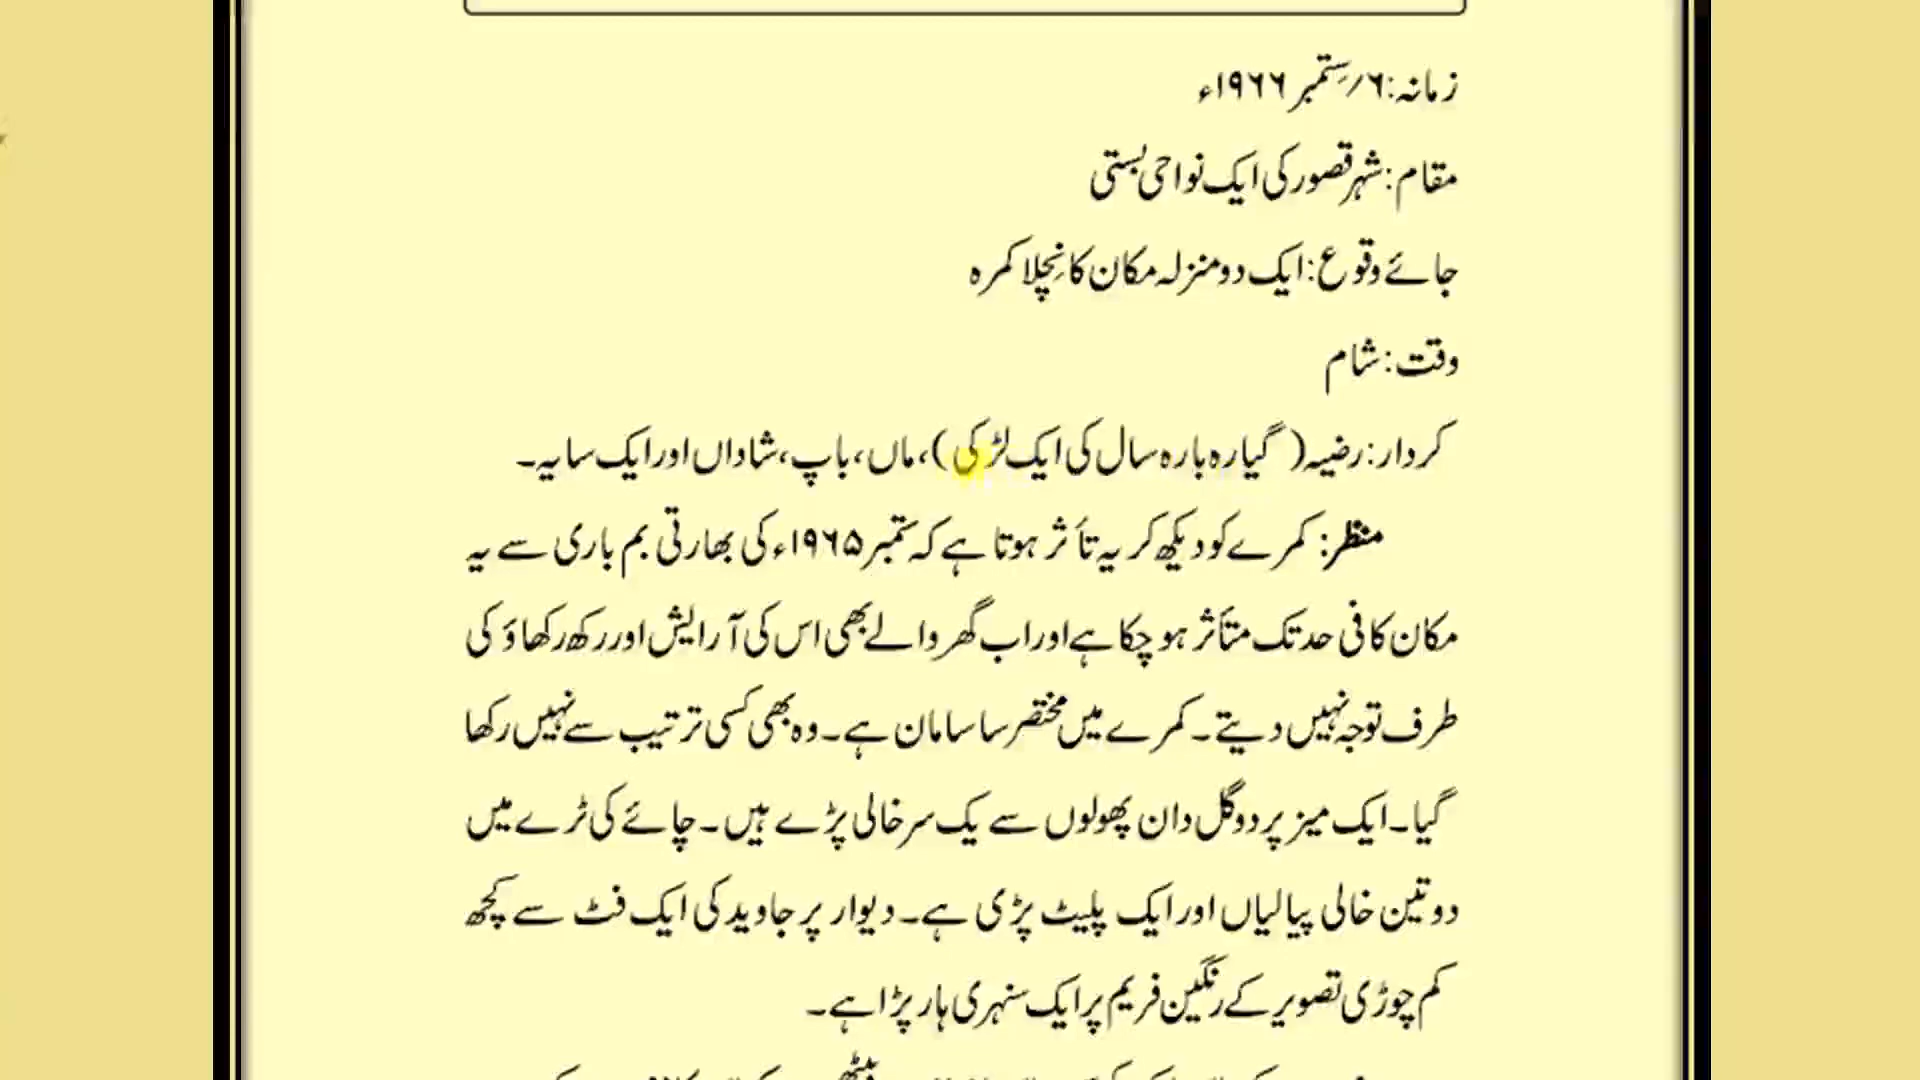 زمانہ: ۶؍ستمبر ۱۹۶۶ء
مقام: شہر قصور کی ایک نواحی بستی
جائے وقوع: ایک دو منزلہ مکان کا نچلا کمرہ
وقت: شام
کردار: رضیہ (گیارہ بارہ سال کی ایک لڑکی)، ماں، باپ، شاداں اور ایک سایہ۔
منظر: کمرے کو دیکھ کر یہ تأثر ہوتا ہے کہ ستمبر ۱۹۶۵ء کی بھارتی بم باری سے یہ
مکان کافی حد تک متأثر ہو چکا ہے اور اب گھر والے بھی اس کی آرایش اور رکھ رکھاؤ کی
طرف توجہ نہیں دیتے۔ کمرے میں مختصر سا سامان ہے۔ وہ بھی کسی ترتیب سے نہیں رکھا
گیا۔ ایک میز پر دو گل دان پھولوں سے یک سر خالی پڑے ہیں۔ چائے کی ٹرے میں
دو تین خالی پیالیاں اور ایک پلیٹ پڑی ہے۔ دیوار پر جاوید کی ایک فٹ سے کچھ
کم چوڑی تصویر کے رنگین فریم پر ایک سنہری ہار پڑا ہے۔